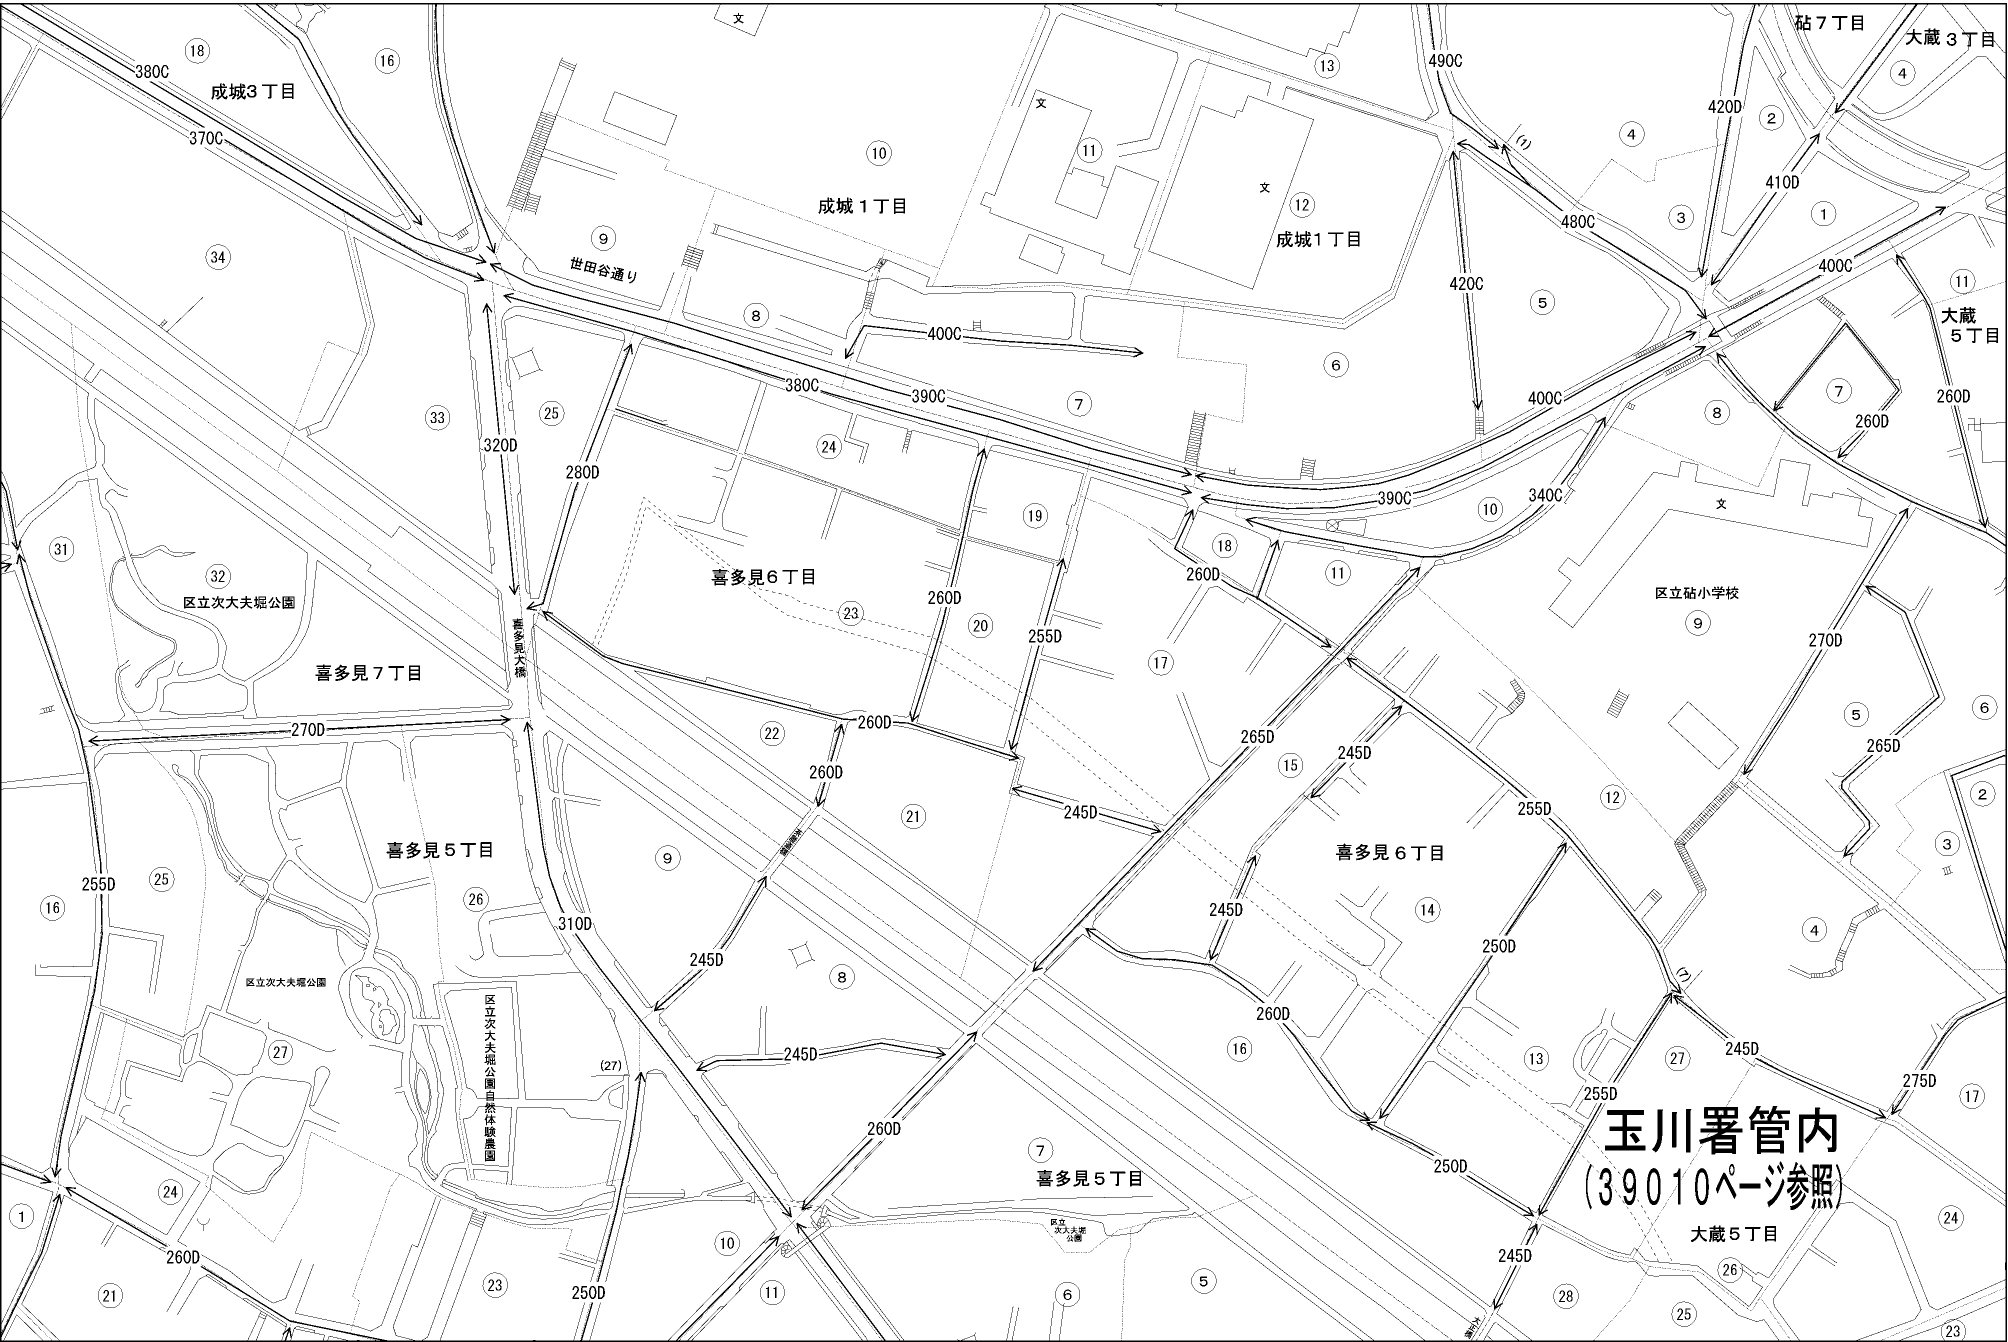 文
砧７丁目
大蔵３丁目
18
16
13
490C
380C
4
成城３丁目
文
420D
2
4
370C
10
11
(1)
410D
文
12
成城１丁目
480C
3
1
9
成城１丁目
34
世田谷通り
400C
11
420C
5
8
大蔵
５丁目
400C
6
380C
390C
7
400C
7
260D
33
25
8
260D
320D
24
280D
390C
340C
文
19
10
31
18
32
喜多見６丁目
260D
11
区立次大夫堀公園
260D
23
区立砧小学校
喜多見大橋
20
255D
9
270D
17
喜多見７丁目
6
5
260D
270D
22
265D
245D
265D
260D
15
2
245D
12
255D
21
喜多見５丁目
喜多見６丁目
3
9
25
255D
26
16
245D
14
310D
4
250D
245D
8
(7)
区立次大夫堀公園
260D
区立次大夫堀公園自然体験農園
27
245D
16
245D
13
27
(27)
275D
255D
17
260D
玉川署管内
(３９０１０ページ参照)
7
250D
喜多見５丁目
24
1
24
区立
次大夫堀
公園
大蔵５丁目
10
260D
245D
26
23
5
21
250D
11
6
28
25
23